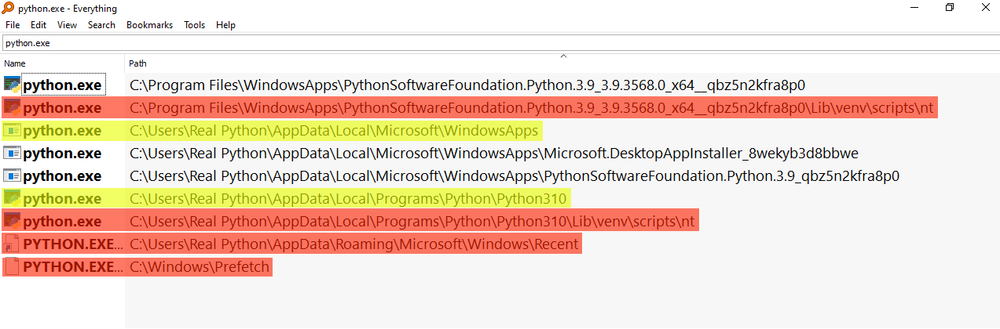 python.exe - Everything
File Edit View Search Bookmarks Tools Help
python.exe
Name Path
python.exe C:\Program Files\WindowsApps\PythonSoftwareFoundation.Python.3.9_3.9.3568.0_x64__qbz5n2kfra8p0
python.exe C:\Program Files\WindowsApps\PythonSoftwareFoundation.Python.3.9_3.9.3568.0_x64__qbz5n2kfra8p0\Lib\venv\scripts\nt
python.exe C:\Users\Real Python\AppData\Local\Microsoft\WindowsApps
python.exe C:\Users\Real Python\AppData\Local\Microsoft\WindowsApps\Microsoft.DesktopAppInstaller_8wekyb3d8bbwe
python.exe C:\Users\Real Python\AppData\Local\Microsoft\WindowsApps\PythonSoftwareFoundation.Python.3.9_qbz5n2kfra8p0
python.exe C:\Users\Real Python\AppData\Local\Programs\Python\Python310
python.exe C:\Users\Real Python\AppData\Local\Programs\Python\Python310\Lib\venv\scripts\nt
PYTHON.EXE... C:\Users\Real Python\AppData\Roaming\Microsoft\Windows\Recent
PYTHON.EXE... C:\Windows\Prefetch